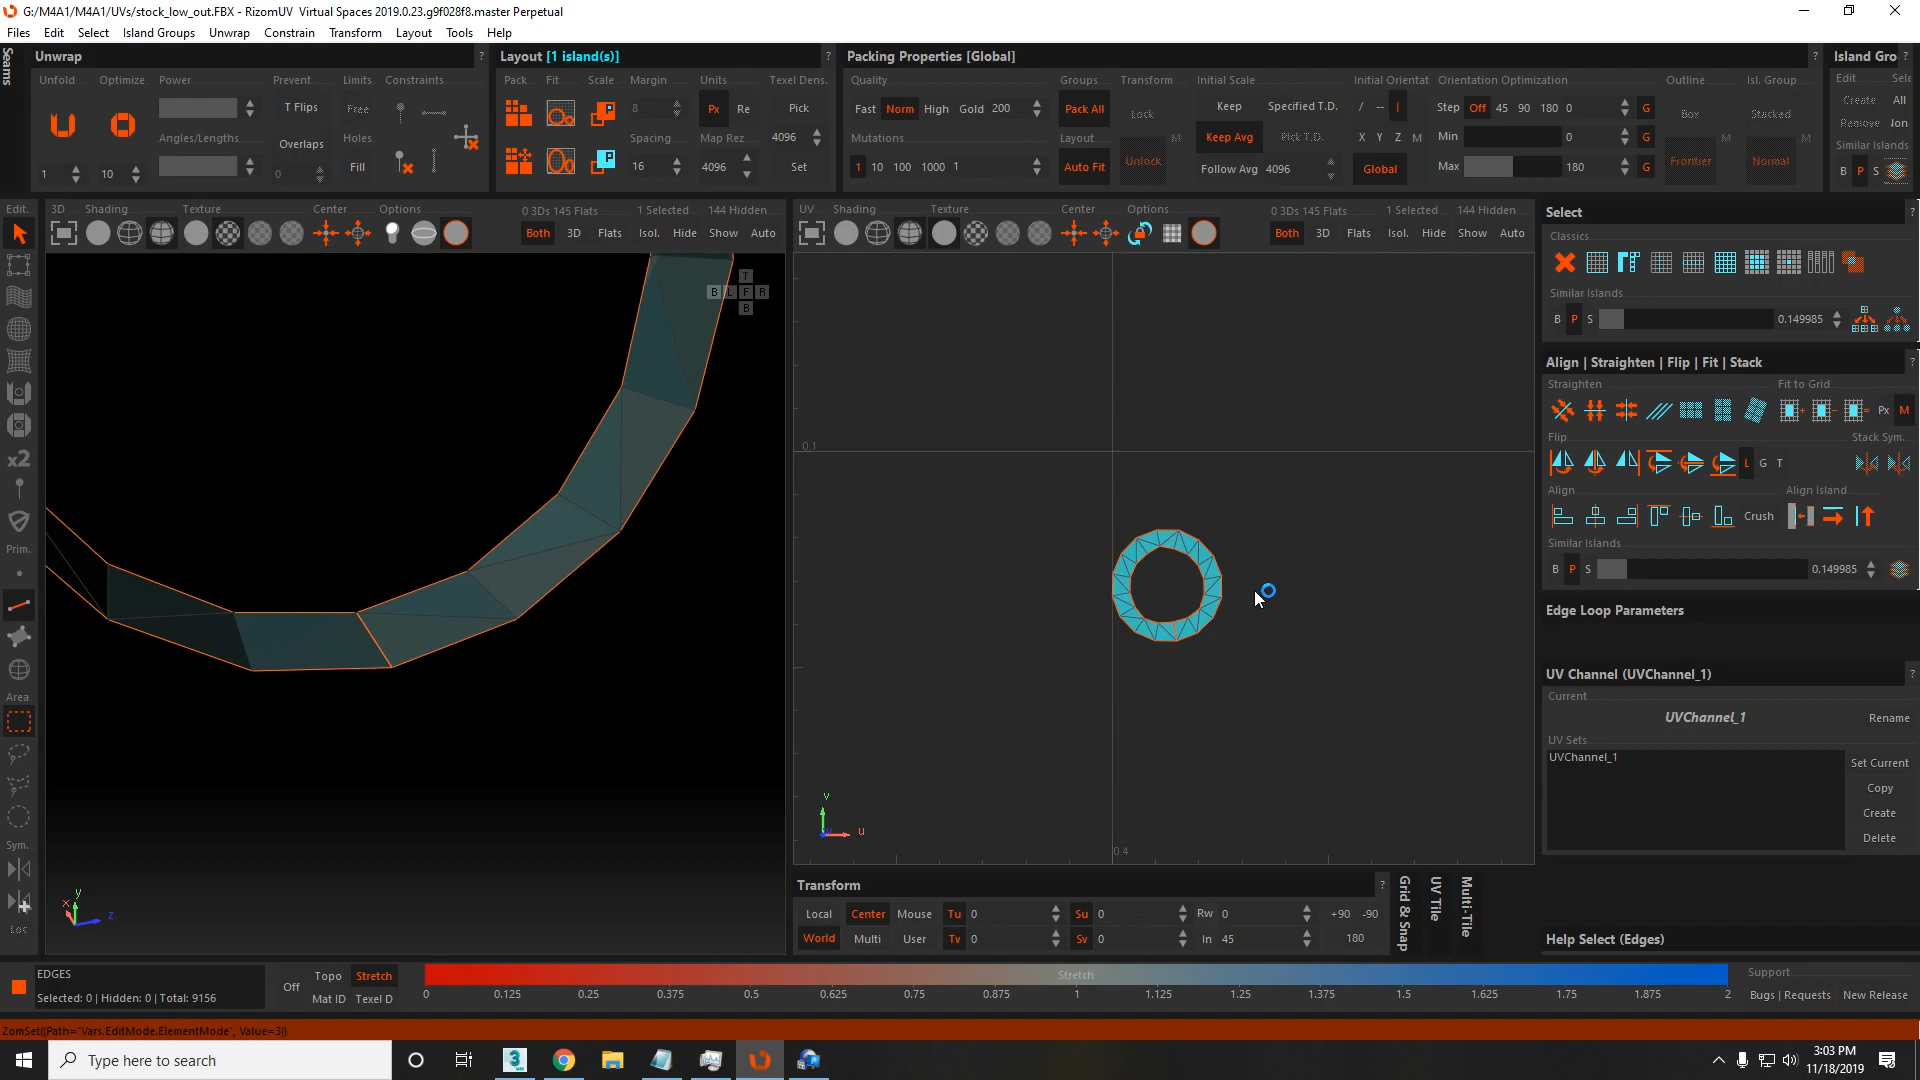 G:/M4A1/M4A1/UVs/stock_low_out.FBX - RizomUV Virtual Spaces 2019.0.23.g9f028f8.master Perpetual
Files Edit Select Island Groups Unwrap Constrain Transform Layout Tools Help
Seams
Unwrap ?
Unfold Optimize Power Prevent Limits Constraints
T Flips Free
Angles/Lengths Overlaps Holes
1 10 0 Fill
Layout [1 island(s)] ?
Pack Fit Scale Margin Units Texel Dens.
8 Px Re Pick
Spacing Map Rez 4096
16 4096 Set
Packing Properties [Global] ?
Quality Groups Transform Initial Scale Initial Orientat Orientation Optimization Outline Isl. Group
Fast Norm High Gold 200 Pack All Lock Keep Specified T.D. / -- | Step Off 45 90 180 0 G Box Stacked
Mutations Layout M Keep Avg Pick T.D. X Y Z M Min 0 G M M
1 10 100 1000 1 Auto Fit Unlock Follow Avg 4096 Global Max 180 G Frontier Normal
Island Gro ?
Edit Sele
Create All
Remove Non
Similar Islands
B P S
Edit. 3D Shading Texture Center Options 0 3Ds 145 Flats 1 Selected 144 Hidden
Both 3D Flats Isol. Hide Show Auto
UV Shading Texture Center Options 0 3Ds 145 Flats 1 Selected 144 Hidden
Both 3D Flats Isol. Hide Show Auto
T
B L F R
B
x2
Prim.
Area
Sym.
Loc
y
x z
0.1
0.4
v
u
Select ?
Classics
Similar Islands
B P S 0.149985
Align | Straighten | Flip | Fit | Stack ?
Straighten Fit to Grid
Px M
Flip Stack Sym.
L G T
Align Align Island
Crush
Similar Islands
B P S 0.149985
Edge Loop Parameters
UV Channel (UVChannel_1) ?
Current
UVChannel_1 Rename
UV Sets
UVChannel_1 Set Current
Copy
Create
Delete
Help Select (Edges)
Transform ?
Local Center Mouse Tu 0 Su 0 Rw 0 +90 -90
World Multi User Tv 0 Sv 0 In 45 180
Grid & Snap
UV Tile
Multi-Tile
EDGES
Selected: 0 | Hidden: 0 | Total: 9156
Off Topo Stretch
Mat ID Texel D
Stretch
0 0.125 0.25 0.375 0.5 0.625 0.75 0.875 1 1.125 1.25 1.375 1.5 1.625 1.75 1.875 2
Support
Bugs | Requests New Release
ZomSet({Path="Vars.EditMode.ElementMode", Value=3})
Type here to search
3:03 PM
11/18/2019